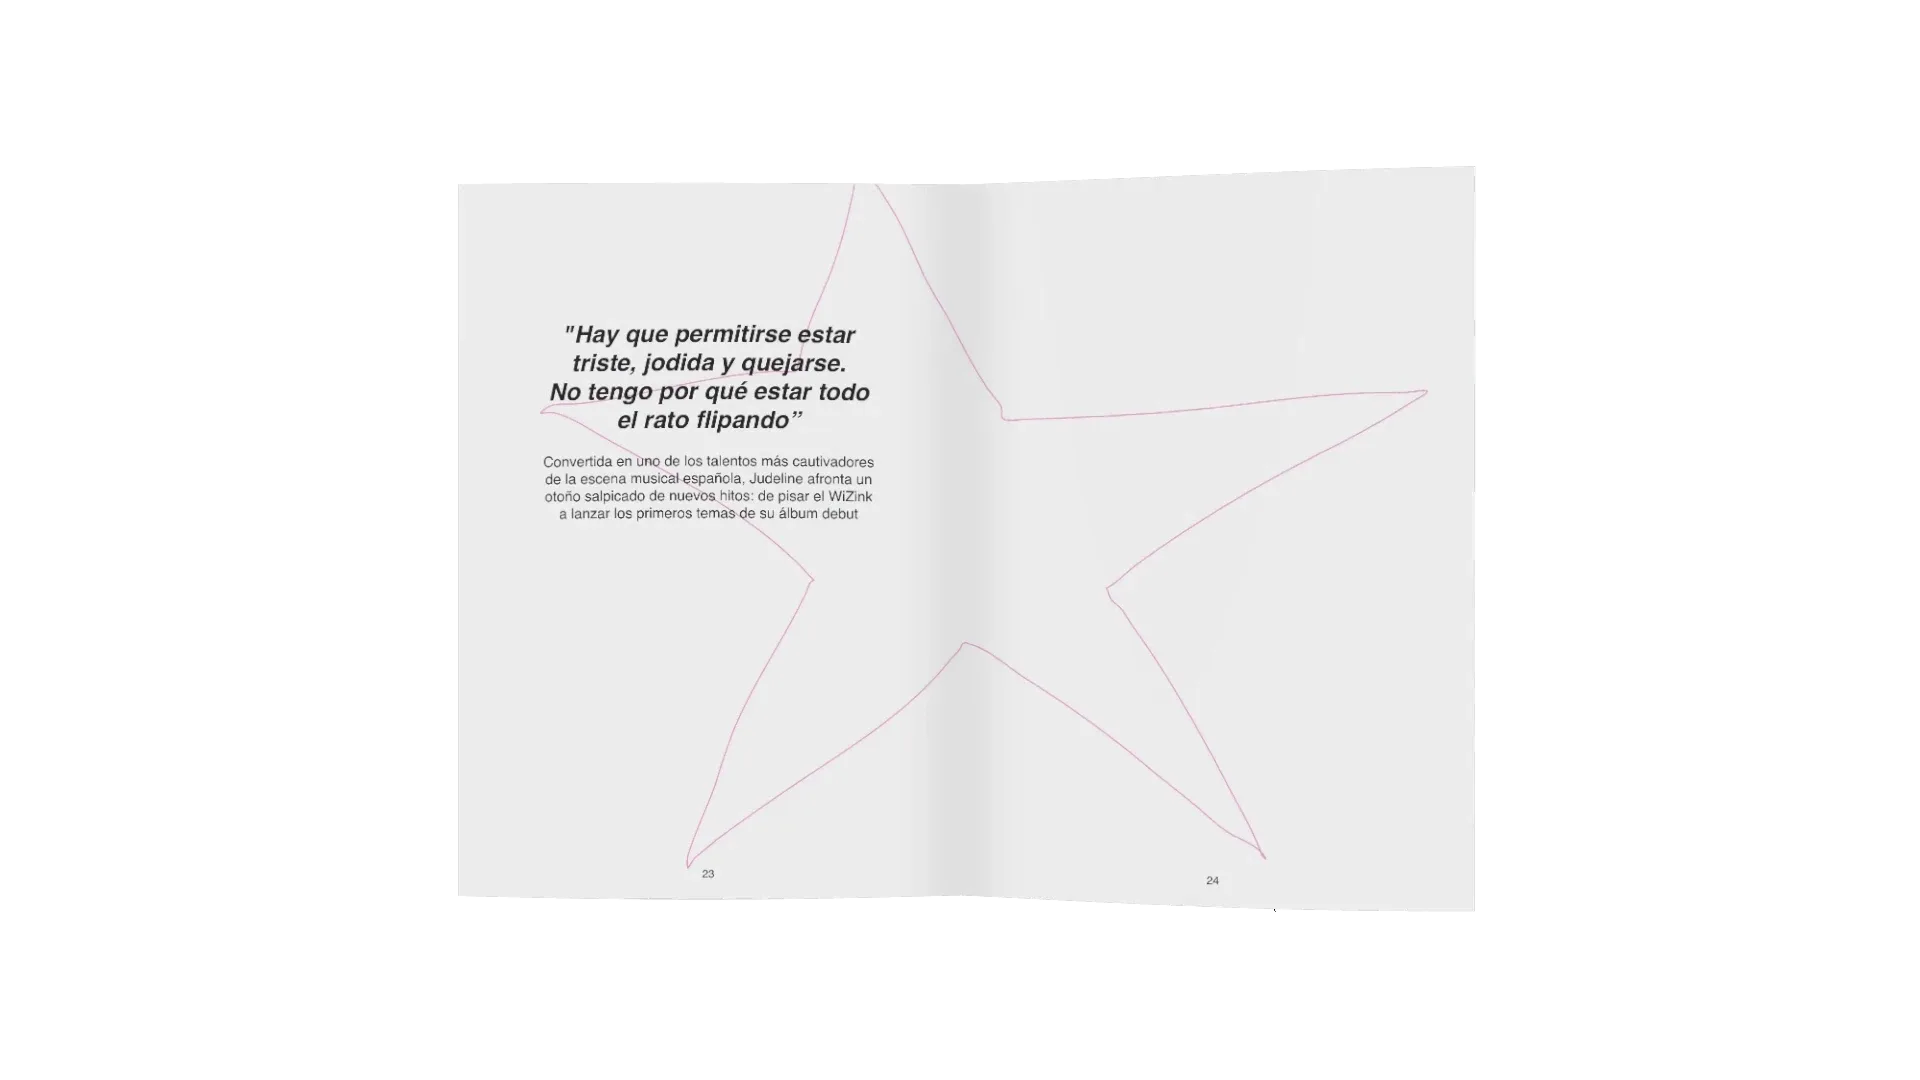 "Hay que permitirse estar
triste, jodida y quejarse.
No tengo por qué estar todo
el rato flipando”
Convertida en uno de los talentos más cautivadores
de la escena musical española, Judeline afronta un
otoño salpicado de nuevos hitos: de pisar el WiZink
a lanzar los primeros temas de su álbum debut
23
24